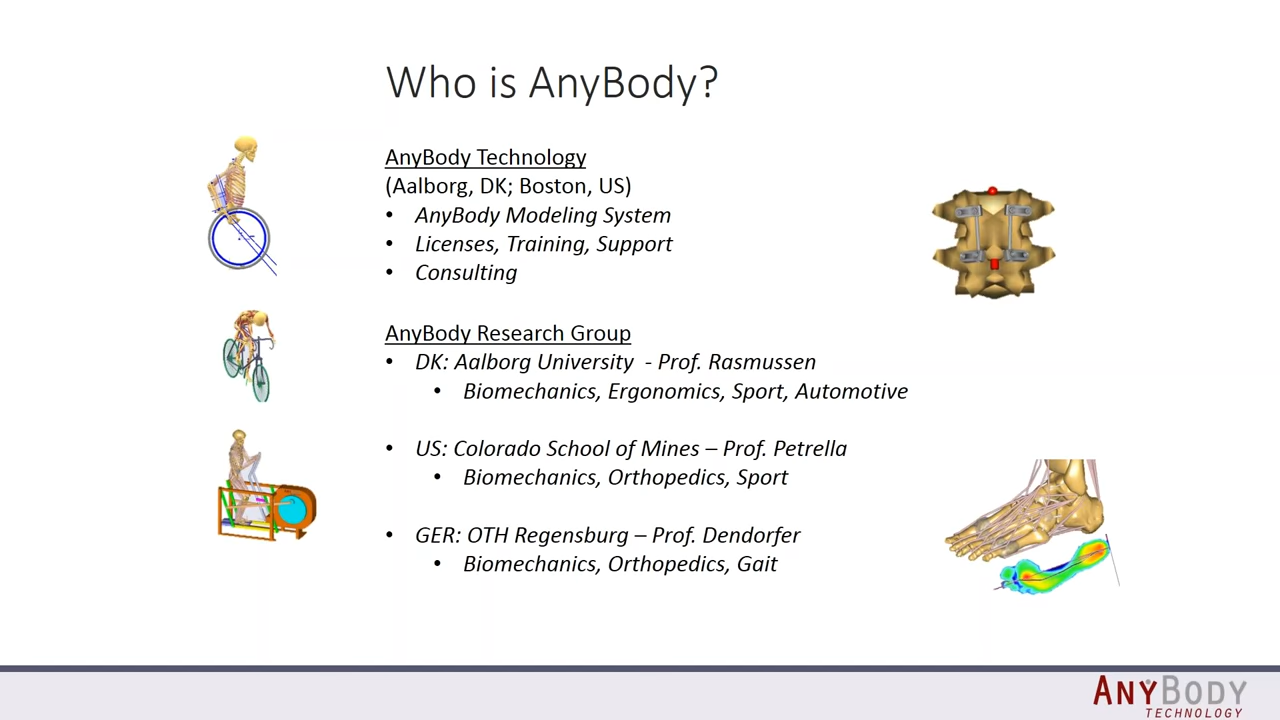 Who is AnyBody?
AnyBody Technology
(Aalborg, DK; Boston, US)
• AnyBody Modeling System
• Licenses, Training, Support
• Consulting
AnyBody Research Group
• DK: Aalborg University - Prof. Rasmussen
• Biomechanics, Ergonomics, Sport, Automotive
• US: Colorado School of Mines – Prof. Petrella
• Biomechanics, Orthopedics, Sport
• GER: OTH Regensburg – Prof. Dendorfer
• Biomechanics, Orthopedics, Gait
ANYBODY
TECHNOLOGY